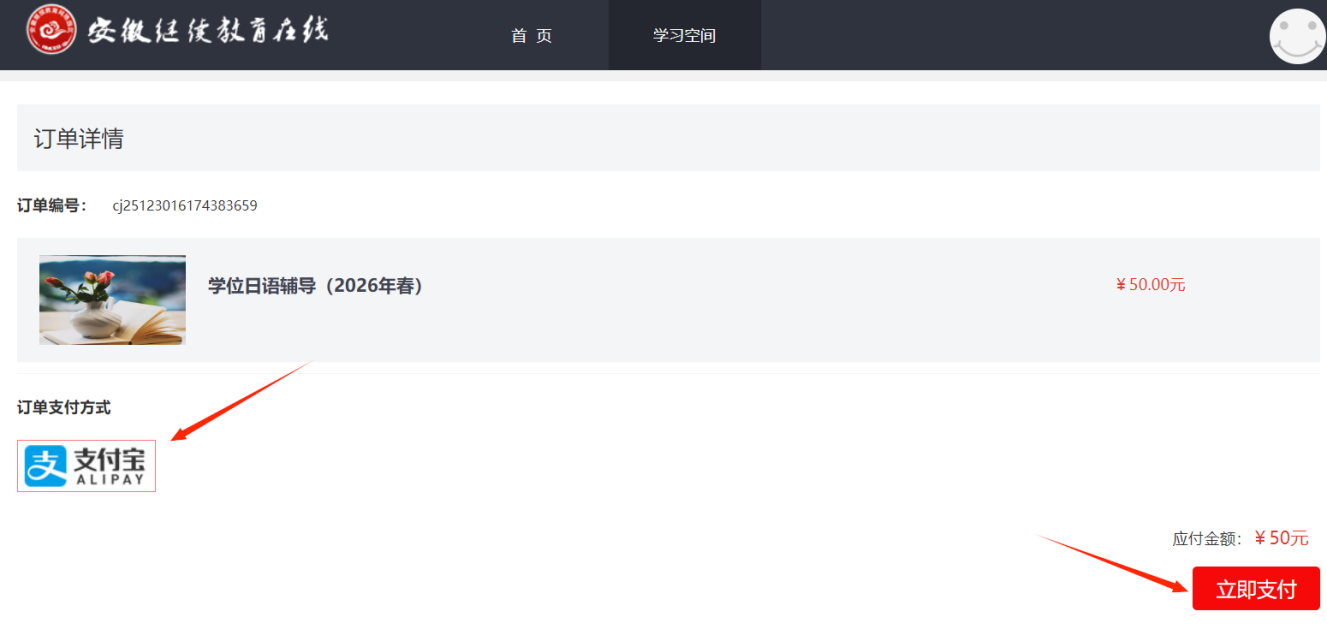 安徽继续教育在线
首 页
学习空间
订单详情
订单编号： cj25123016174383659
学位日语辅导（2026年春）
￥50.00元
订单支付方式
支付宝
ALIPAY
应付金额： ￥50元
立即支付